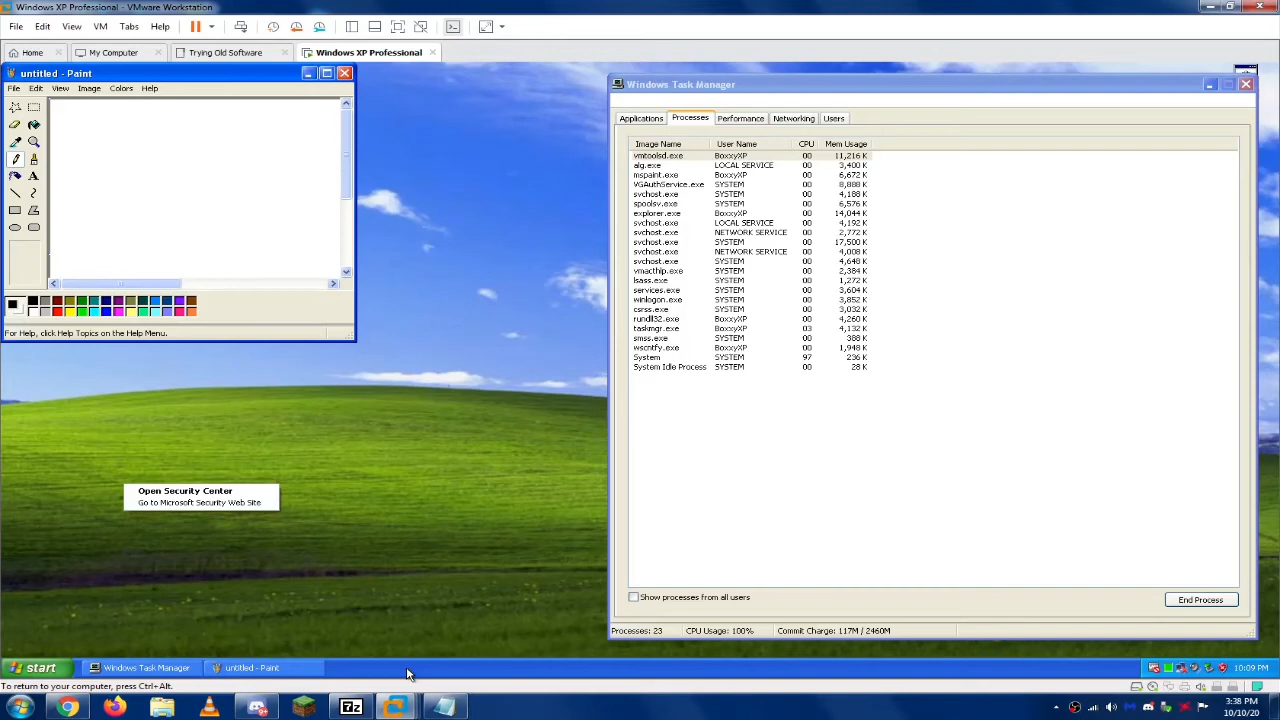 Windows XP Professional - VMware Workstation
File Edit View VM Tabs Help
Home My Computer Trying Old Software Windows XP Professional
untitled - Paint
File Edit View Image Colors Help
For Help, click Help Topics on the Help Menu.
Windows Task Manager
Applications Processes Performance Networking Users
Image Name User Name CPU Mem Usage
vmtoolsd.exe BoxxyXP 00 11,216 K
alg.exe LOCAL SERVICE 00 3,400 K
mspaint.exe BoxxyXP 00 6,672 K
VGAuthService.exe SYSTEM 00 8,888 K
svchost.exe SYSTEM 00 4,188 K
spoolsv.exe SYSTEM 00 6,576 K
explorer.exe BoxxyXP 00 14,044 K
svchost.exe LOCAL SERVICE 00 4,192 K
svchost.exe NETWORK SERVICE 00 2,772 K
svchost.exe SYSTEM 00 17,500 K
svchost.exe NETWORK SERVICE 00 4,008 K
svchost.exe SYSTEM 00 4,648 K
vmacthlp.exe SYSTEM 00 2,384 K
lsass.exe SYSTEM 00 1,272 K
services.exe SYSTEM 00 3,604 K
winlogon.exe SYSTEM 00 3,852 K
csrss.exe SYSTEM 00 3,032 K
rundll32.exe BoxxyXP 00 4,260 K
taskmgr.exe BoxxyXP 03 4,132 K
smss.exe SYSTEM 00 388 K
wscntfy.exe BoxxyXP 00 1,948 K
System SYSTEM 97 236 K
System Idle Process SYSTEM 00 28 K
Show processes from all users
End Process
Processes: 23 CPU Usage: 100% Commit Charge: 117M / 2460M
Open Security Center
Go to Microsoft Security Web Site
start Windows Task Manager untitled - Paint 10:09 PM
To return to your computer, press Ctrl+Alt.
3:38 PM
10/10/20